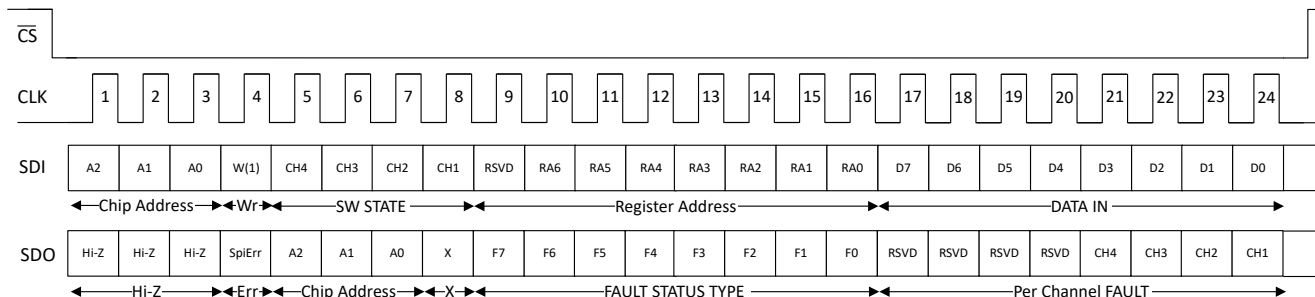 CS
CLK 1 2 3 4 5 6 7 8 9 10 11 12 13 14 15 16 17 18 19 20 21 22 23 24
SDI A2 A1 A0 W(1) CH4 CH3 CH2 CH1 RSVD RA6 RA5 RA4 RA3 RA2 RA1 RA0 D7 D6 D5 D4 D3 D2 D1 D0
Chip Address Wr SW STATE Register Address DATA IN
SDO Hi-Z Hi-Z Hi-Z SpiErr A2 A1 A0 X F7 F6 F5 F4 F3 F2 F1 F0 RSVD RSVD RSVD RSVD CH4 CH3 CH2 CH1
Hi-Z Err Chip Address X FAULT STATUS TYPE Per Channel FAULT